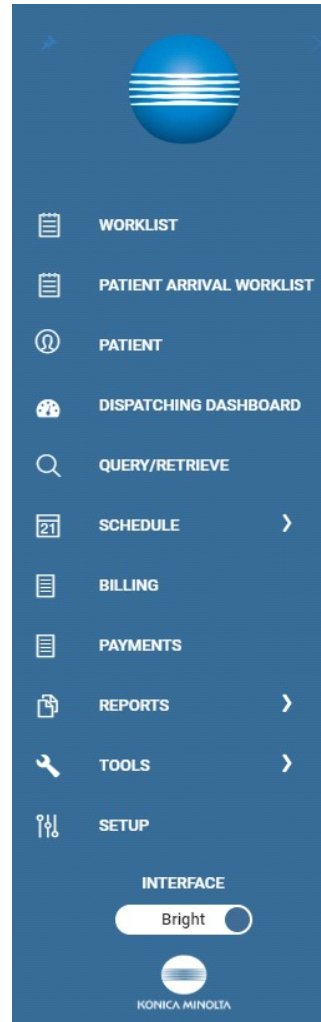 WORKLIST
PATIENT ARRIVAL WORKLIST
PATIENT
DISPATCHING DASHBOARD
QUERY/RETRIEVE
21 SCHEDULE
BILLING
PAYMENTS
REPORTS
TOOLS
SETUP
INTERFACE
Bright
KONICA MINOLTA